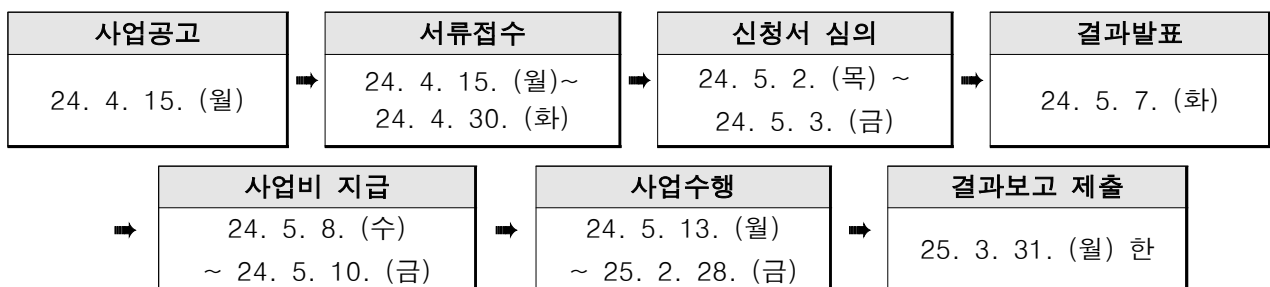 사업공고
서류접수
신청서 심의
결과발표
24. 4. 15. (월)
➠
24. 4. 15. (월)~
24. 4. 30. (화)
➠
24. 5. 2. (목) ~
24. 5. 3. (금)
➠
24. 5. 7. (화)
사업비 지급
사업수행
결과보고 제출
➠
24. 5. 8. (수)
~ 24. 5. 10. (금)
➠
24. 5. 13. (월)
~ 25. 2. 28. (금)
➠
25. 3. 31. (월) 한